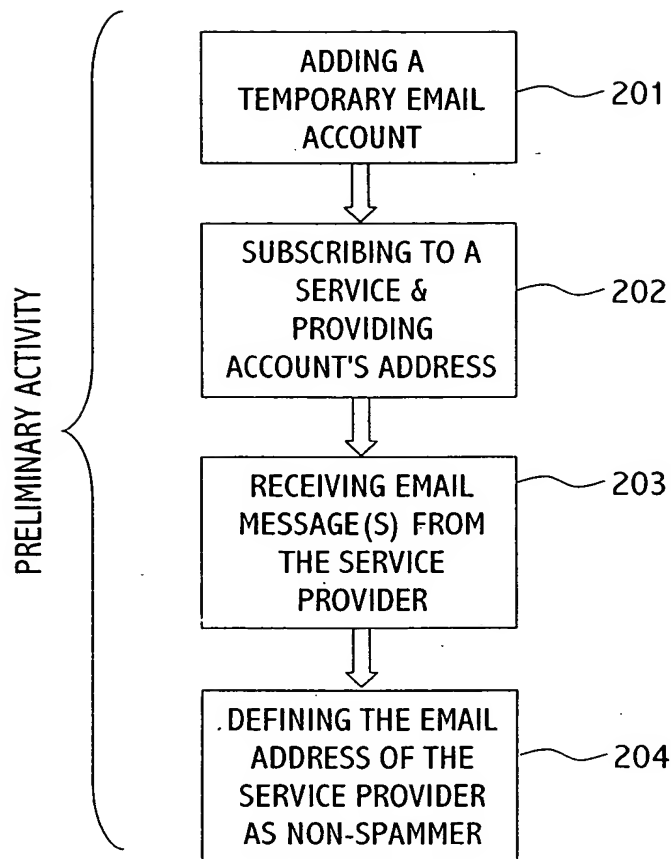 PRELIMINARY ACTIVITY
ADDING A
TEMPORARY EMAIL
ACCOUNT
201
SUBSCRIBING TO A
SERVICE &
PROVIDING
ACCOUNT'S ADDRESS
202
RECEIVING EMAIL
MESSAGE(S) FROM
THE SERVICE
PROVIDER
203
DEFINING THE EMAIL
ADDRESS OF THE
SERVICE PROVIDER
AS NON-SPAMMER
204